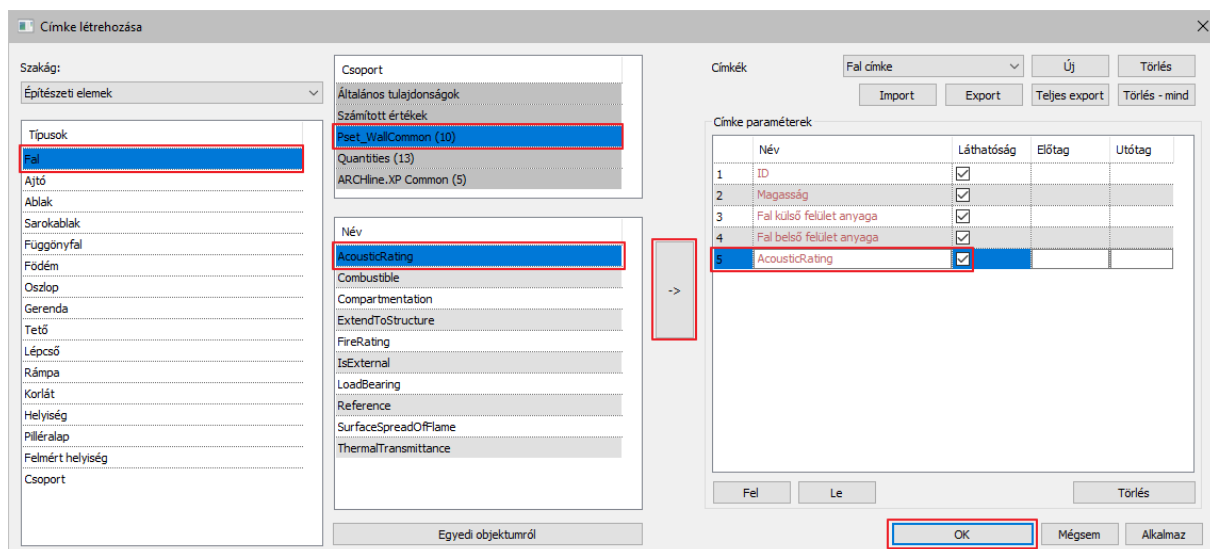 Címke létrehozása
Szakág:
Építészeti elemek
Típusok
Fal
Ajtó
Ablak
Sarokablak
Függönyfal
Födém
Oszlop
Gerenda
Tető
Lépcső
Rámpa
Korlát
Helyiség
Pilléralap
Felmért helyiség
Csoport
Csoport
Általános tulajdonságok
Számított értékek
Pset_WallCommon (10)
Quantities (13)
ARCHline.XP Common (5)
Név
AcousticRating
Combustible
Compartmentation
ExtendToStructure
FireRating
IsExternal
LoadBearing
Reference
SurfaceSpreadOfFlame
ThermalTransmittance
Egyedi objektumról
->
Címkék Fal címke Új Törlés
Import Export Teljes export Törlés - mind
Címke paraméterek
Név Láthatóság Előtag Utótag
1 ID
2 Magasság
3 Fal külső felület anyaga
4 Fal belső felület anyaga
5 AcousticRating
Fel Le Törlés
OK Mégsem Alkalmaz